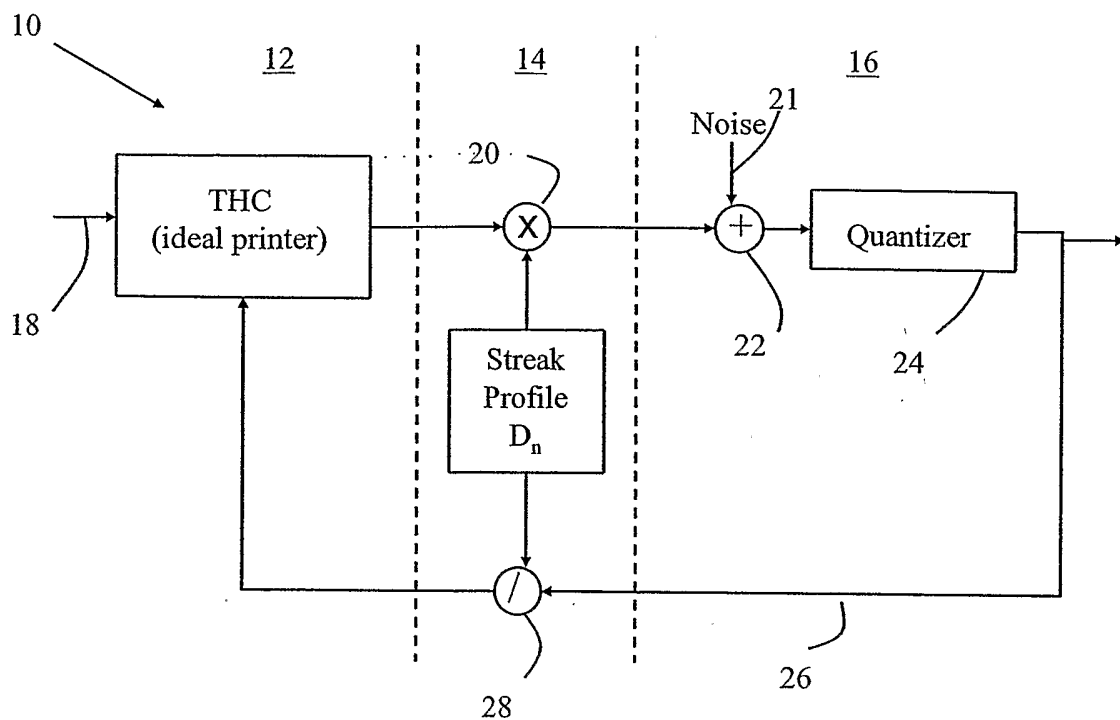 10
12
14
16
21
Noise
20
THC
(ideal printer)
X
+
Quantizer
18
22
24
Streak
Profile
Dn
/
28
26